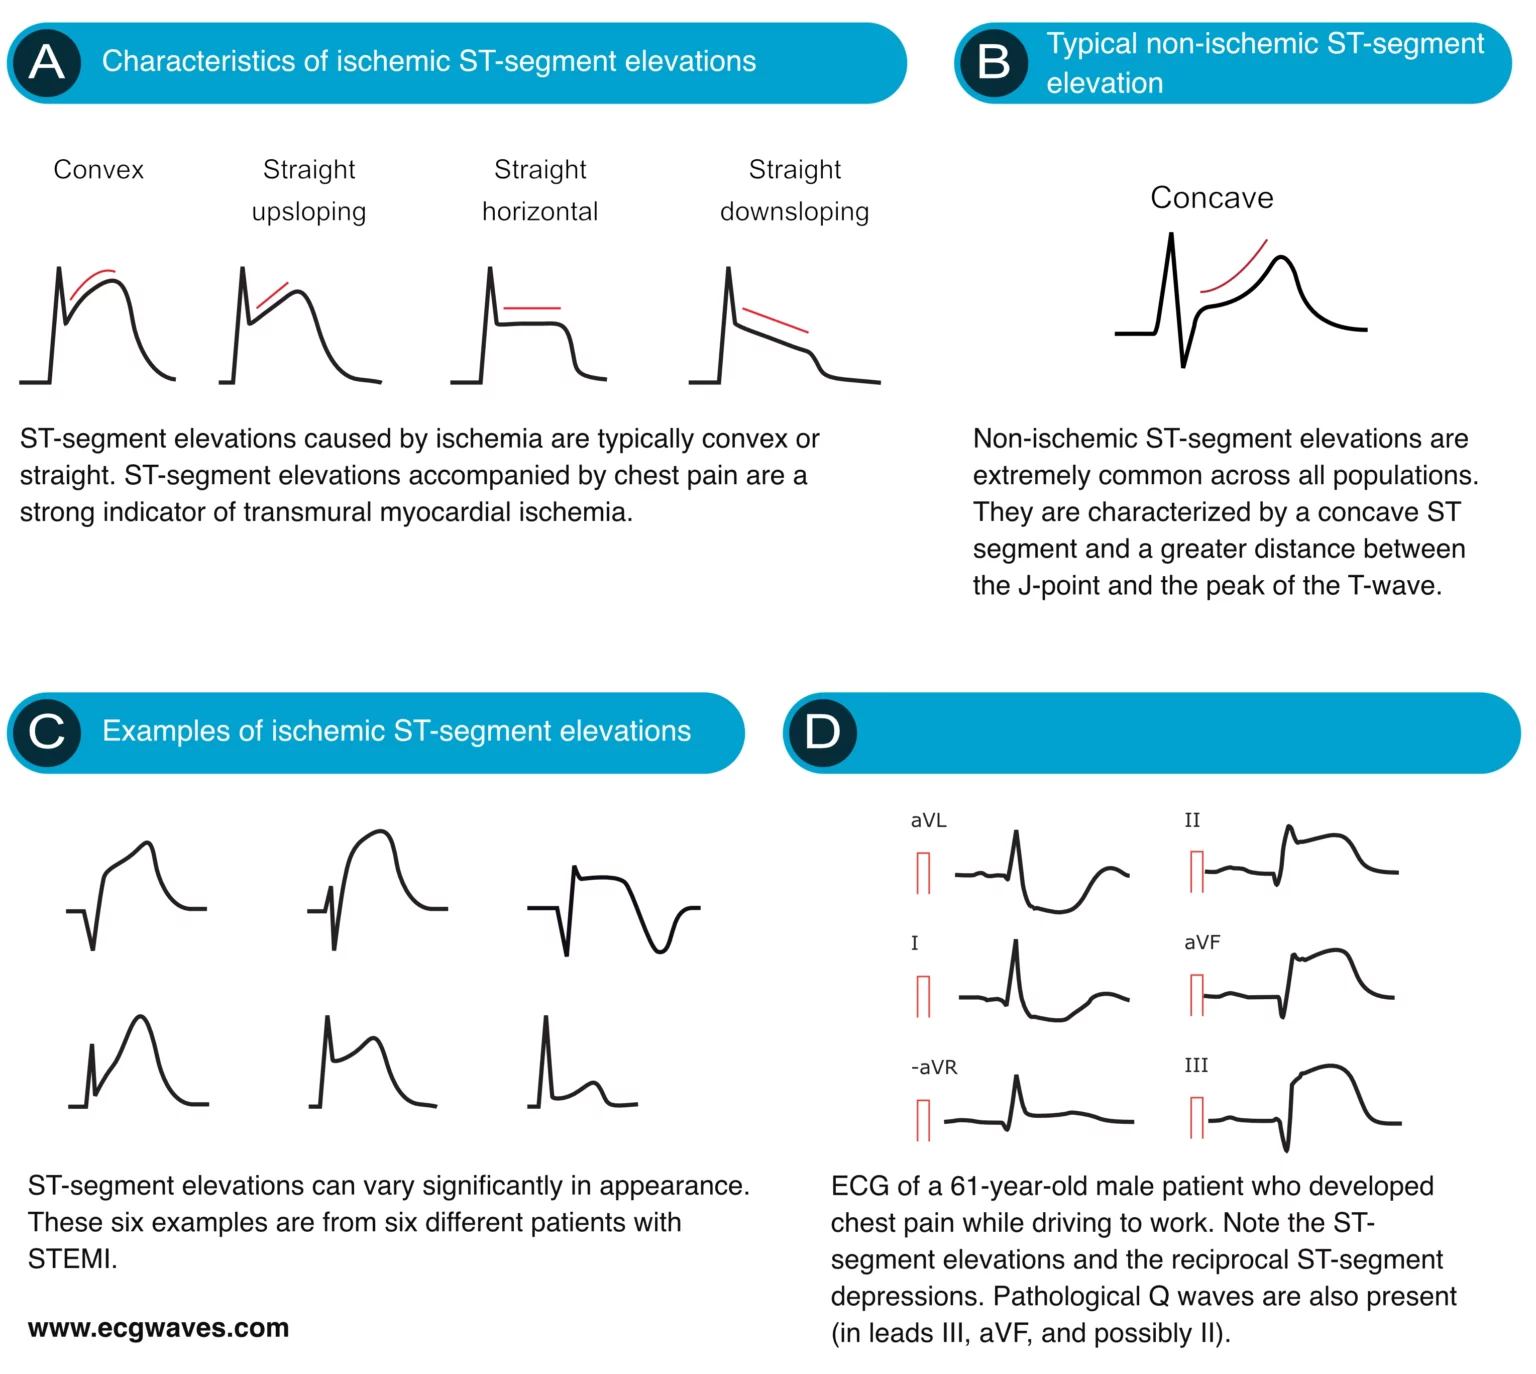 A
Characteristics of ischemic ST-segment elevations
B
Typical non-ischemic ST-segment
elevation
Convex
Straight
upsloping
Straight
horizontal
Straight
downsloping
Concave
ST-segment elevations caused by ischemia are typically convex or
straight. ST-segment elevations accompanied by chest pain are a
strong indicator of transmural myocardial ischemia.
Non-ischemic ST-segment elevations are
extremely common across all populations.
They are characterized by a concave ST
segment and a greater distance between
the J-point and the peak of the T-wave.
C
Examples of ischemic ST-segment elevations
ST-segment elevations can vary significantly in appearance.
These six examples are from six different patients with
STEMI.
www.ecgwaves.com
D
aVL
II
I
aVF
-aVR
III
ECG of a 61-year-old male patient who developed
chest pain while driving to work. Note the ST-
segment elevations and the reciprocal ST-segment
depressions. Pathological Q waves are also present
(in leads III, aVF, and possibly II).